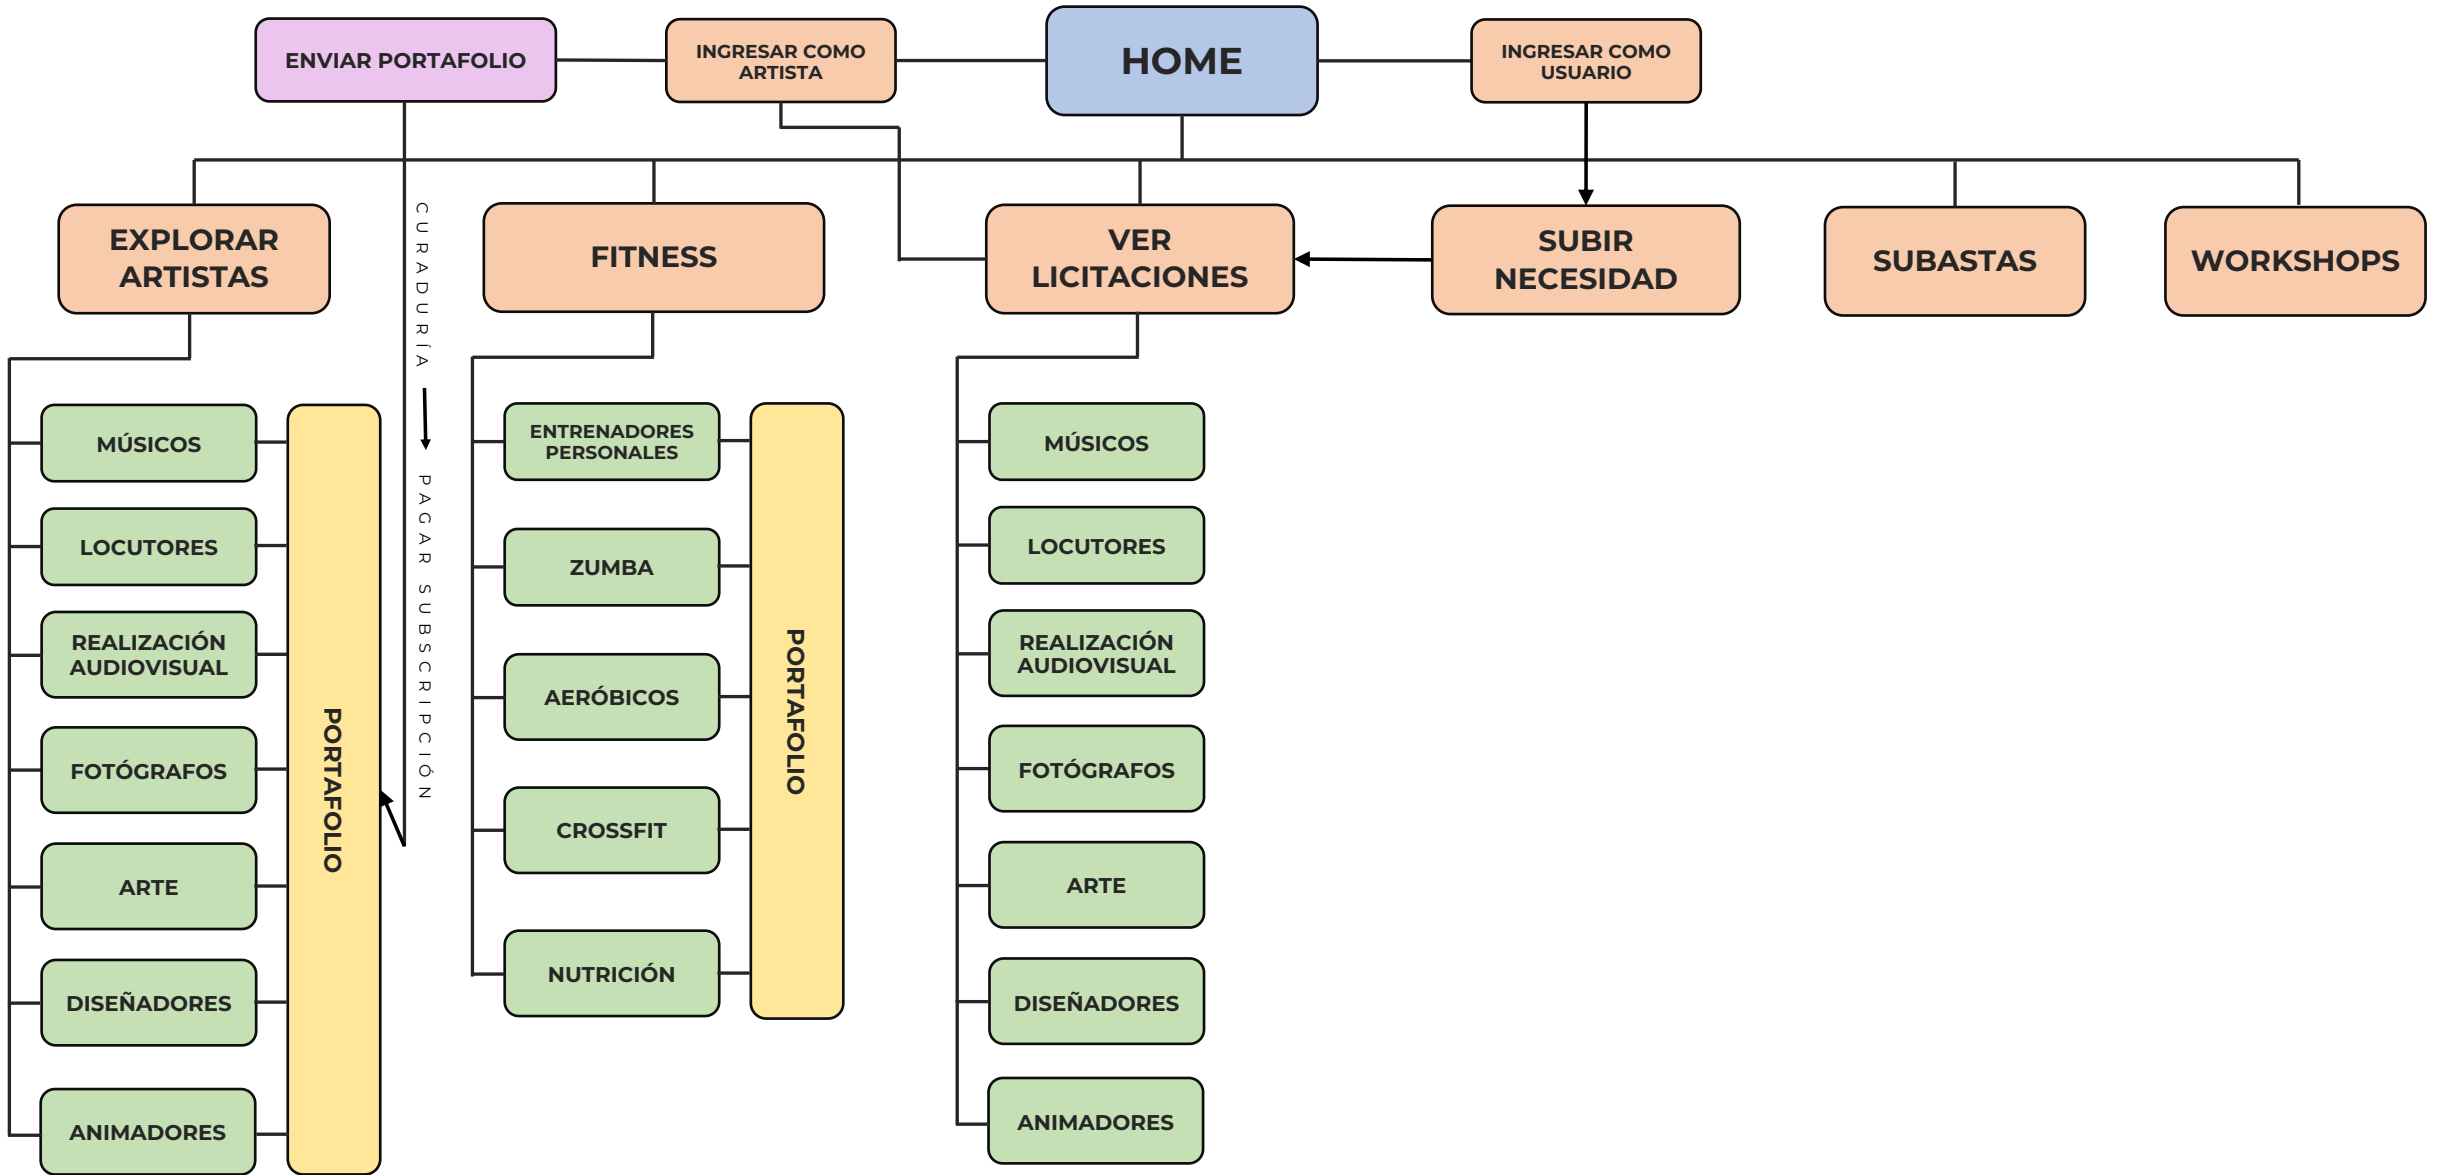 ENVIAR PORTAFOLIO
INGRESAR COMO
ARTISTA
HOME
INGRESAR COMO
USUARIO
EXPLORAR
ARTISTAS
CURADURÍA
PAGAR SUBSCRIPCIÓN
FITNESS
VER
LICITACIONES
SUBIR
NECESIDAD
SUBASTAS
WORKSHOPS
MÚSICOS
LOCUTORES
REALIZACIÓN
AUDIOVISUAL
FOTÓGRAFOS
ARTE
DISEÑADORES
ANIMADORES
PORTAFOLIO
ENTRENADORES
PERSONALES
ZUMBA
AERÓBICOS
CROSSFIT
NUTRICIÓN
PORTAFOLIO
MÚSICOS
LOCUTORES
REALIZACIÓN
AUDIOVISUAL
FOTÓGRAFOS
ARTE
DISEÑADORES
ANIMADORES